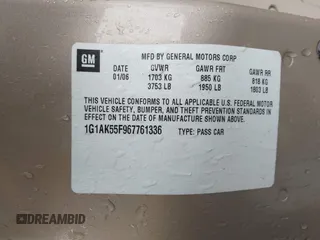 GM
MFD BY GENERAL MOTORS CORP
DATE GVWR GAWR FRT GAWR RR
01/06 1703 KG 885 KG 818 KG
3753 LB 1950 LB 1803 LB
THIS VEHICLE CONFORMS TO ALL APPLICABLE U.S. FEDERAL MOTOR
VEHICLE SAFETY, BUMPER, AND THEFT PREVENTION STANDARDS IN
EFFECT ON THE DATE OF MANUFACTURE SHOWN ABOVE.
1G1AK55F967761336 TYPE: PASS CAR
DREAMBID